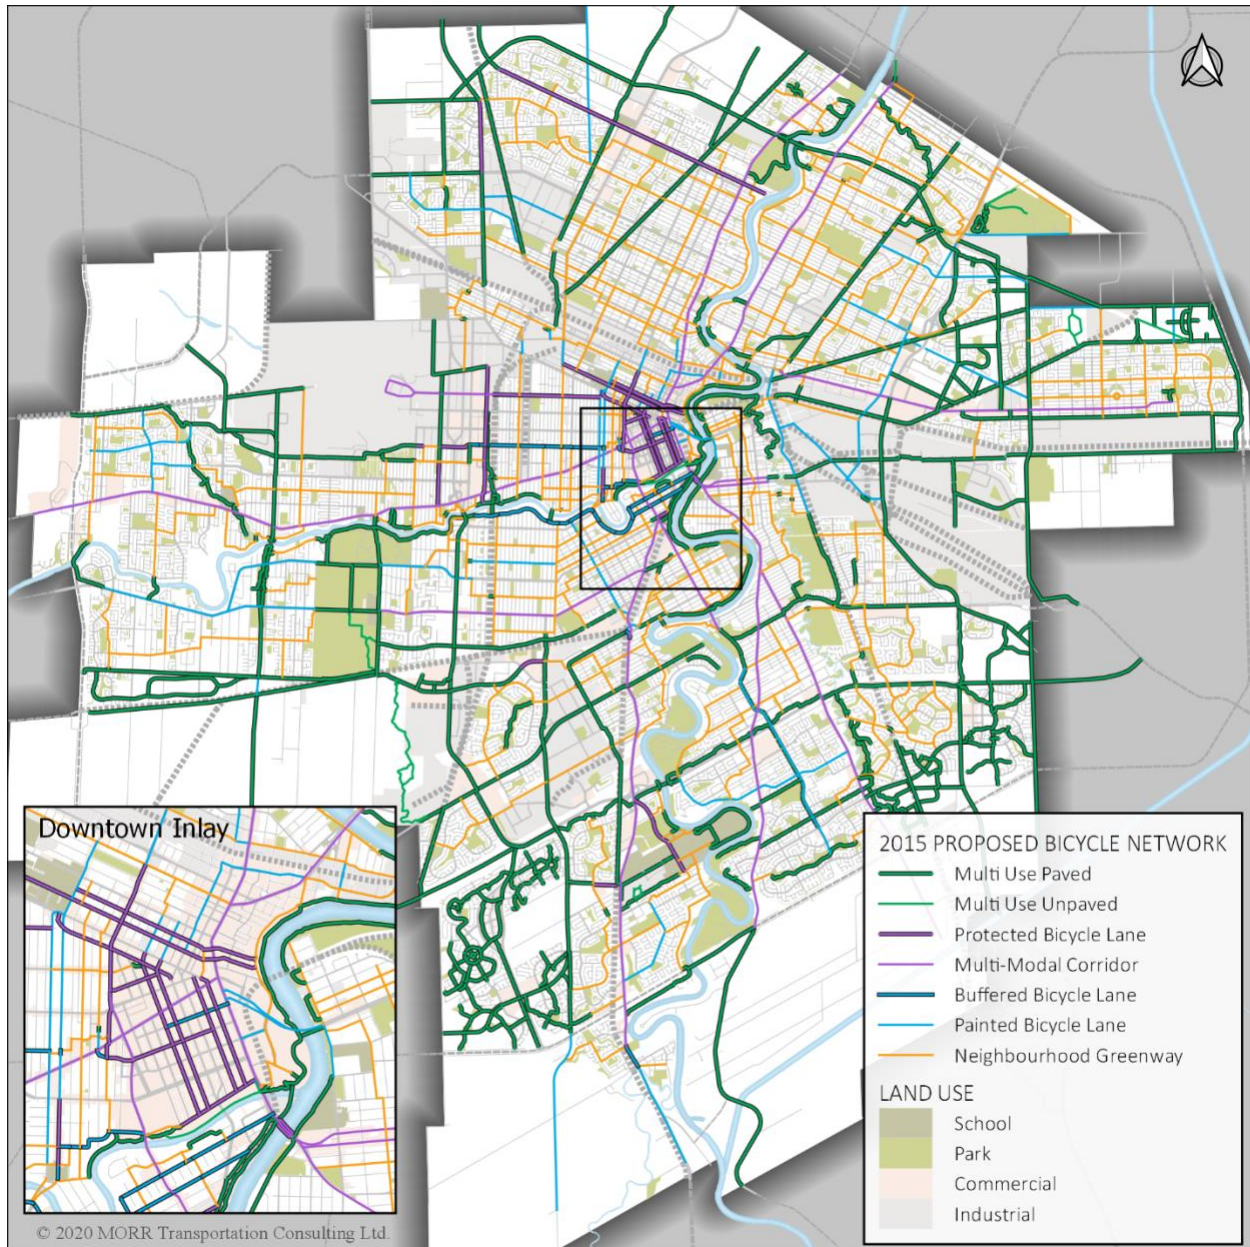 Downtown Inlay
© 2020 MORR Transportation Consulting Ltd.
2015 PROPOSED BICYCLE NETWORK
Multi Use Paved
Multi Use Unpaved
Protected Bicycle Lane
Multi-Modal Corridor
Buffered Bicycle Lane
Painted Bicycle Lane
Neighbourhood Greenway
LAND USE
School
Park
Commercial
Industrial